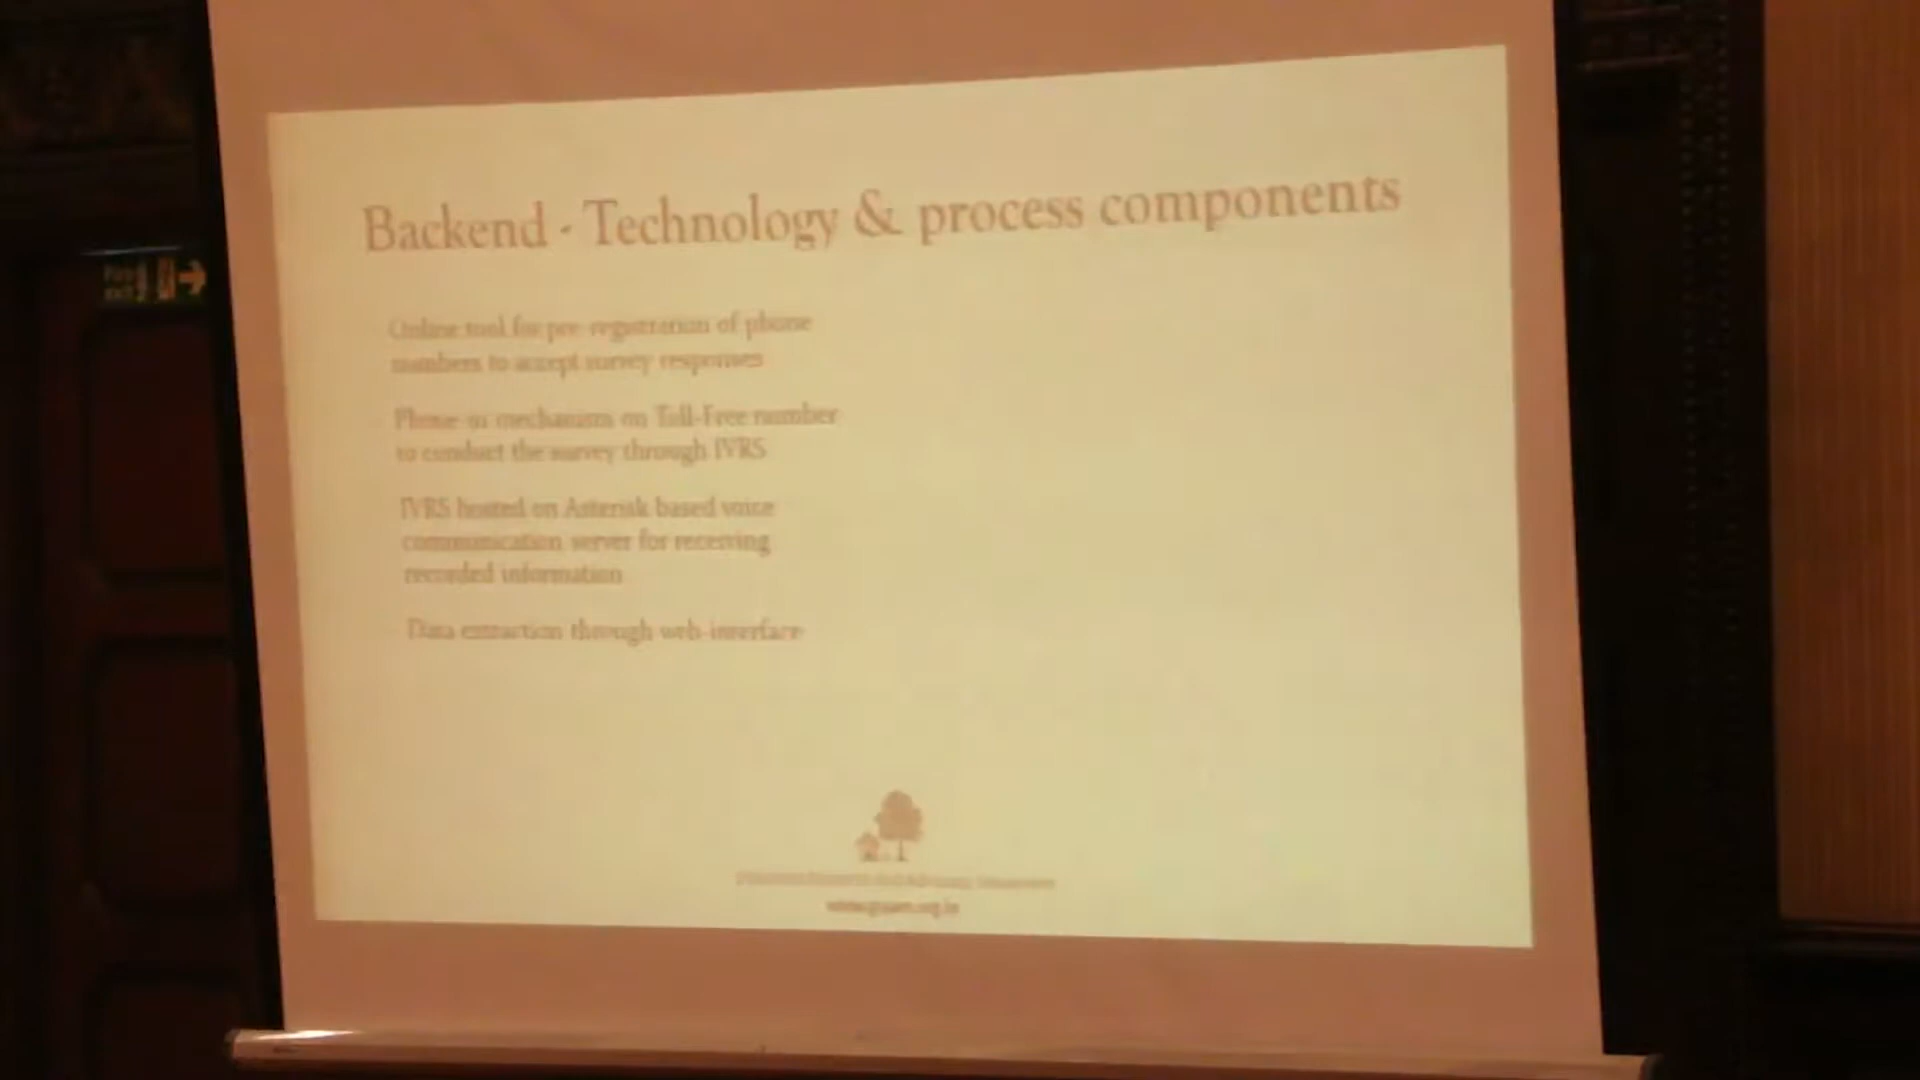 Backend - Technology & process components
Online tool for pre-registration of phone
numbers to accept survey responses
Phone-in mechanism on Toll-Free number
to conduct the survey through IVRS
IVRS hosted on Asterisk based voice
communication server for receiving
recorded information
Data extraction through web-interface